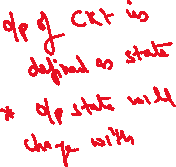 o/p of CKT is
defined as state
* o/p state will
change with